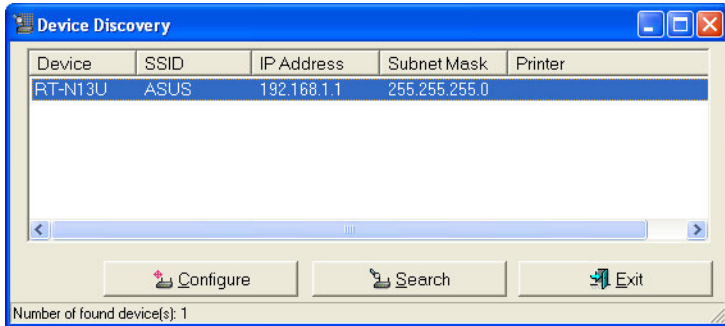 Device Discovery
Device SSID IP Address Subnet Mask Printer
RT-N13U ASUS 192.168.1.1 255.255.255.0
Configure Search Exit
Number of found device(s): 1